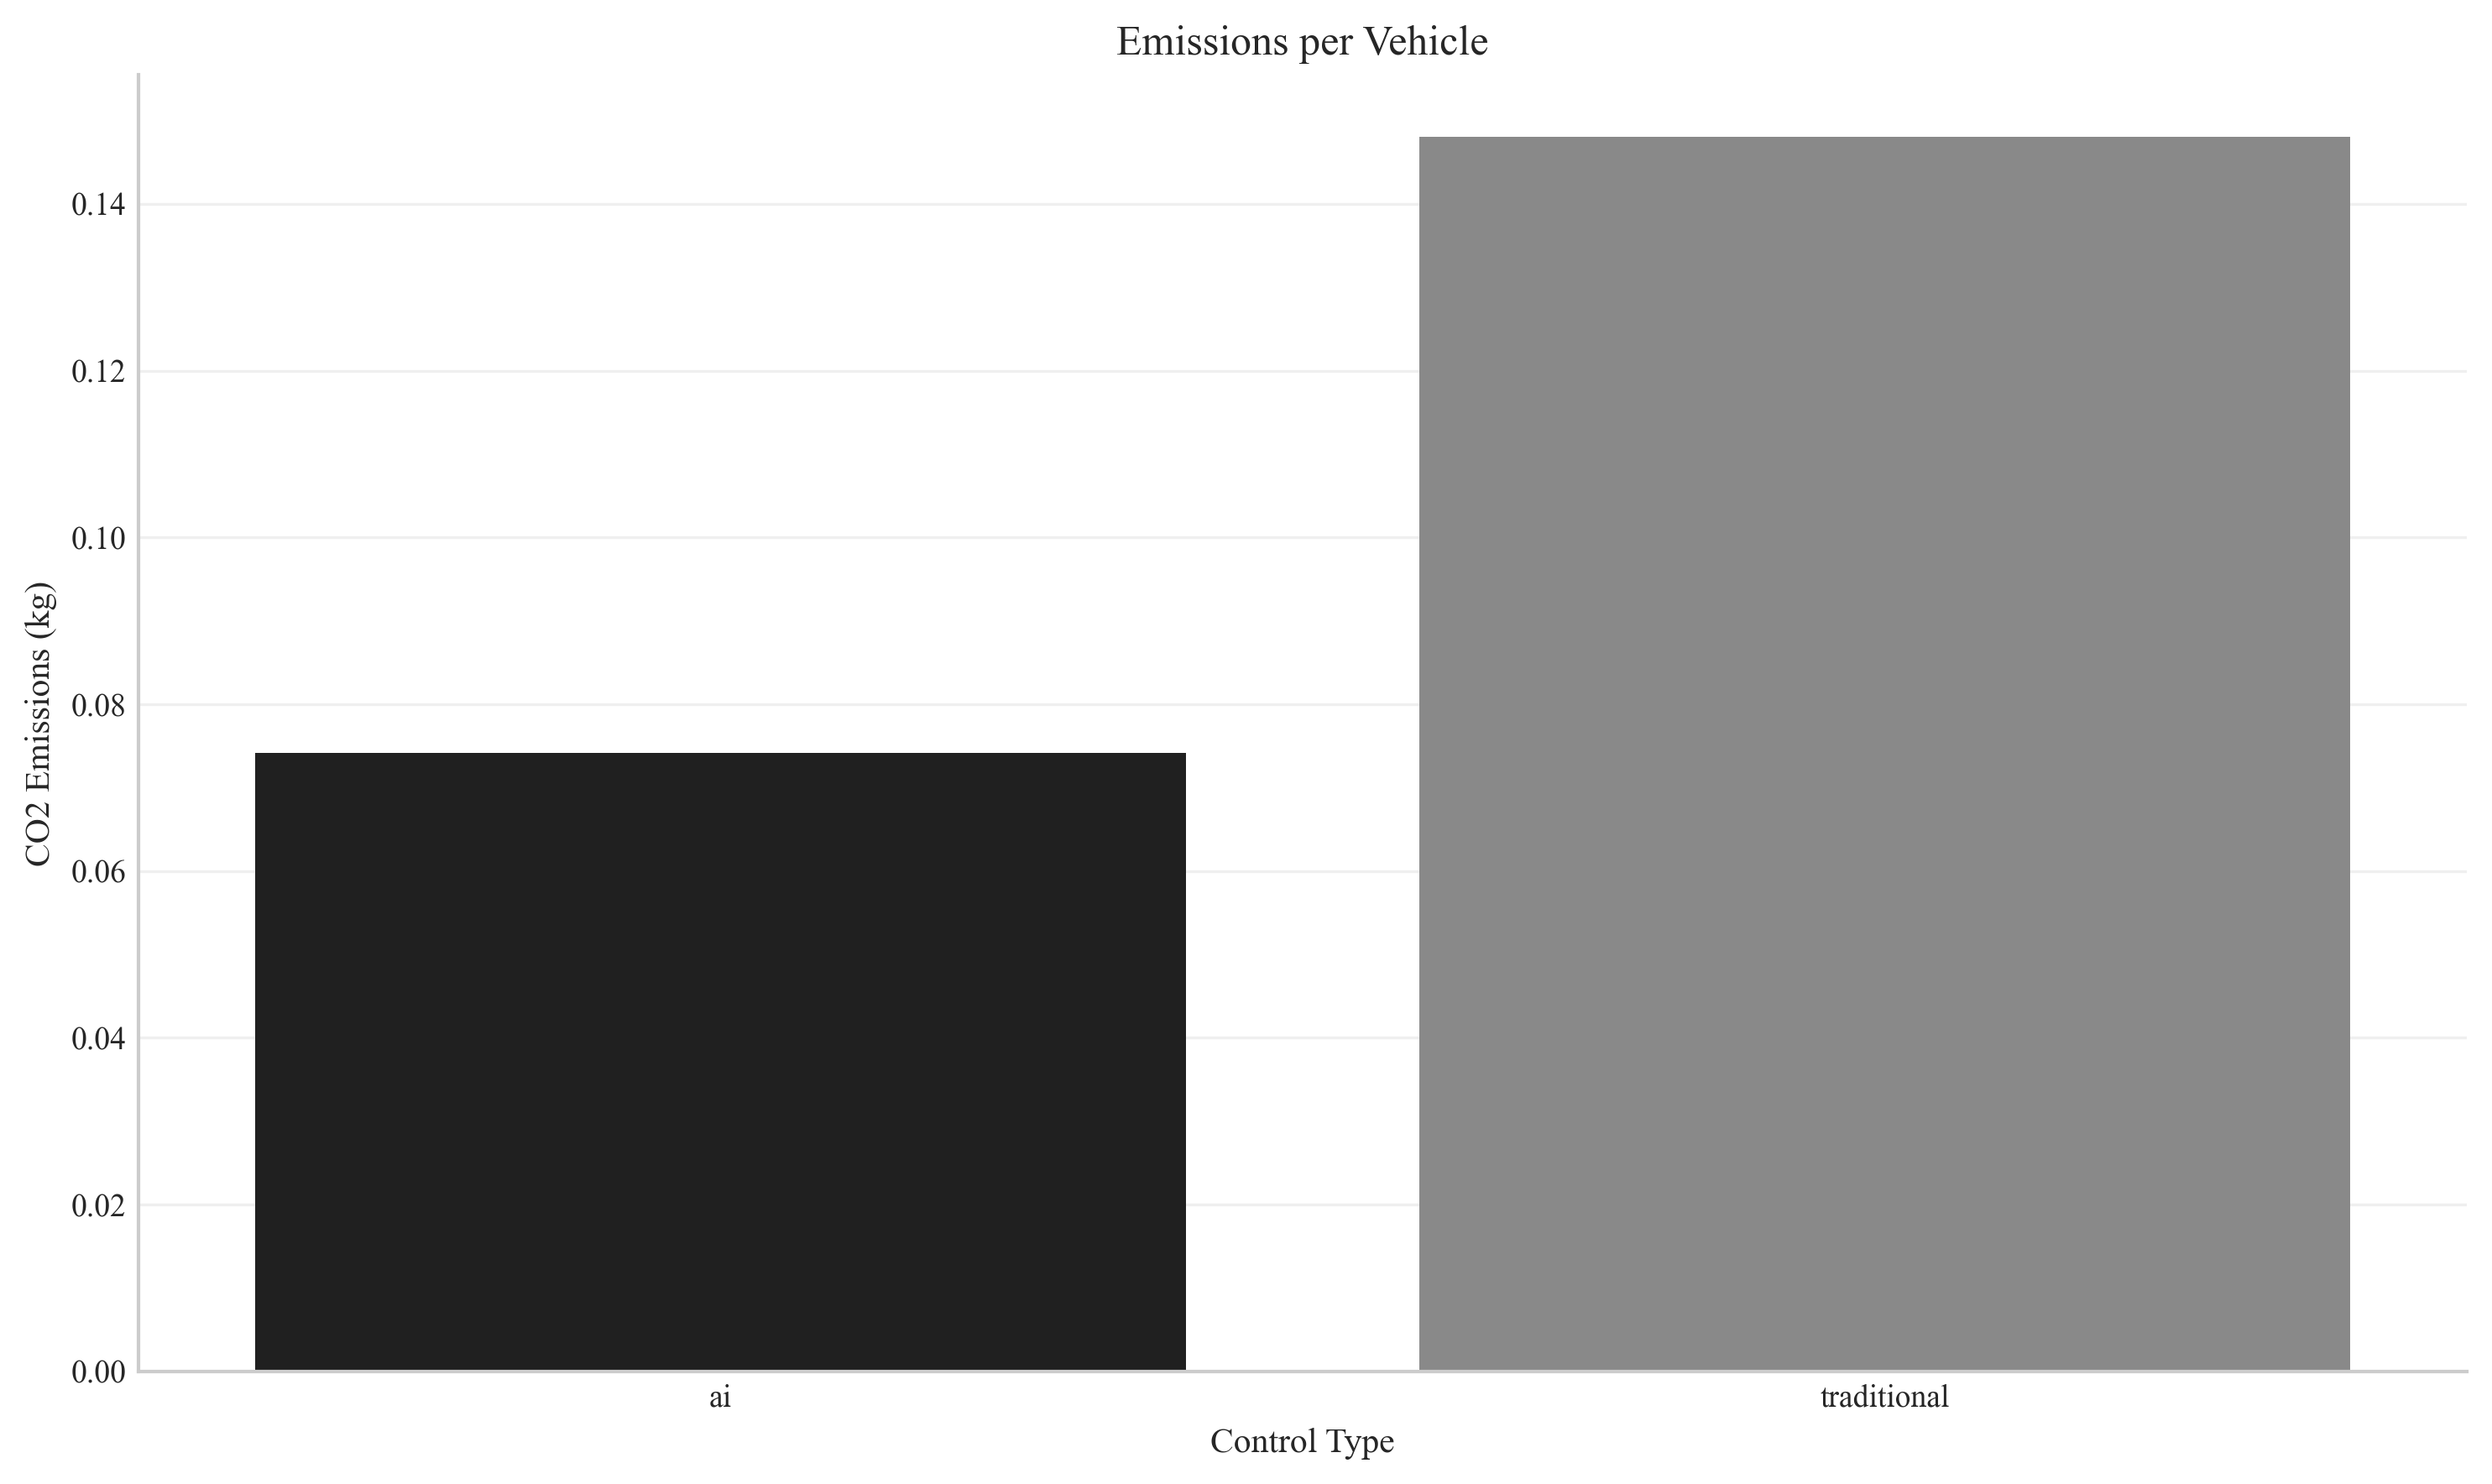 Emissions per Vehicle
CO2 Emissions (kg)
0.14
0.12
0.10
0.08
0.06
0.04
0.02
0.00
ai
traditional
Control Type